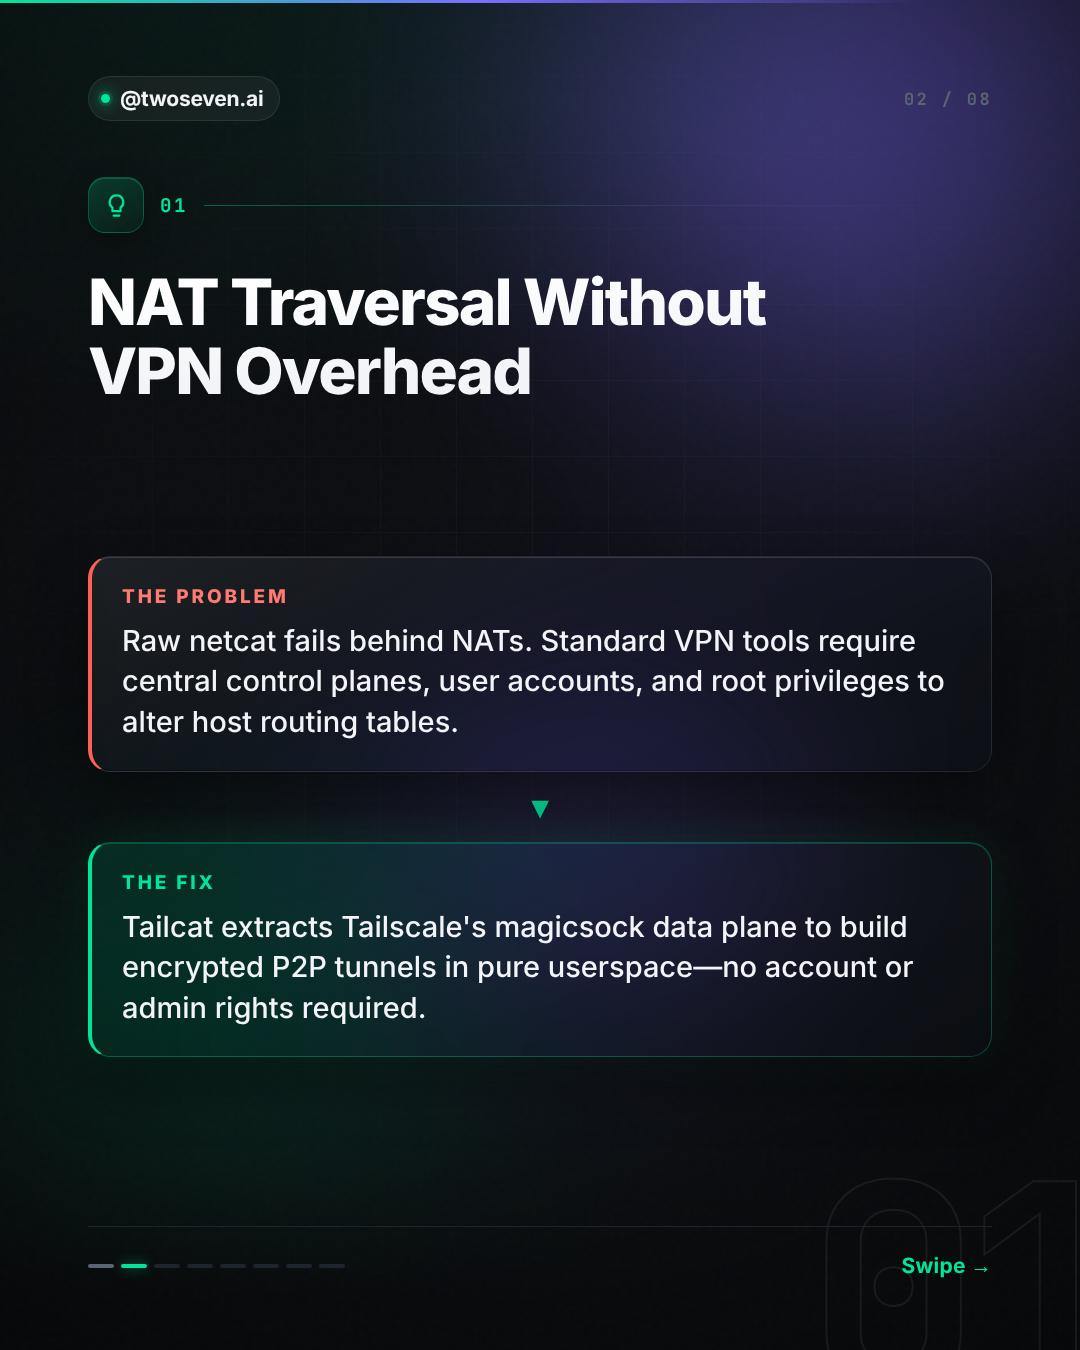 @twoseven.ai
02 / 08
01
NAT Traversal Without
VPN Overhead
THE PROBLEM
Raw netcat fails behind NATs. Standard VPN tools require
central control planes, user accounts, and root privileges to
alter host routing tables.
▼
THE FIX
Tailcat extracts Tailscale's magicsock data plane to build
encrypted P2P tunnels in pure userspace—no account or
admin rights required.
Swipe →
01